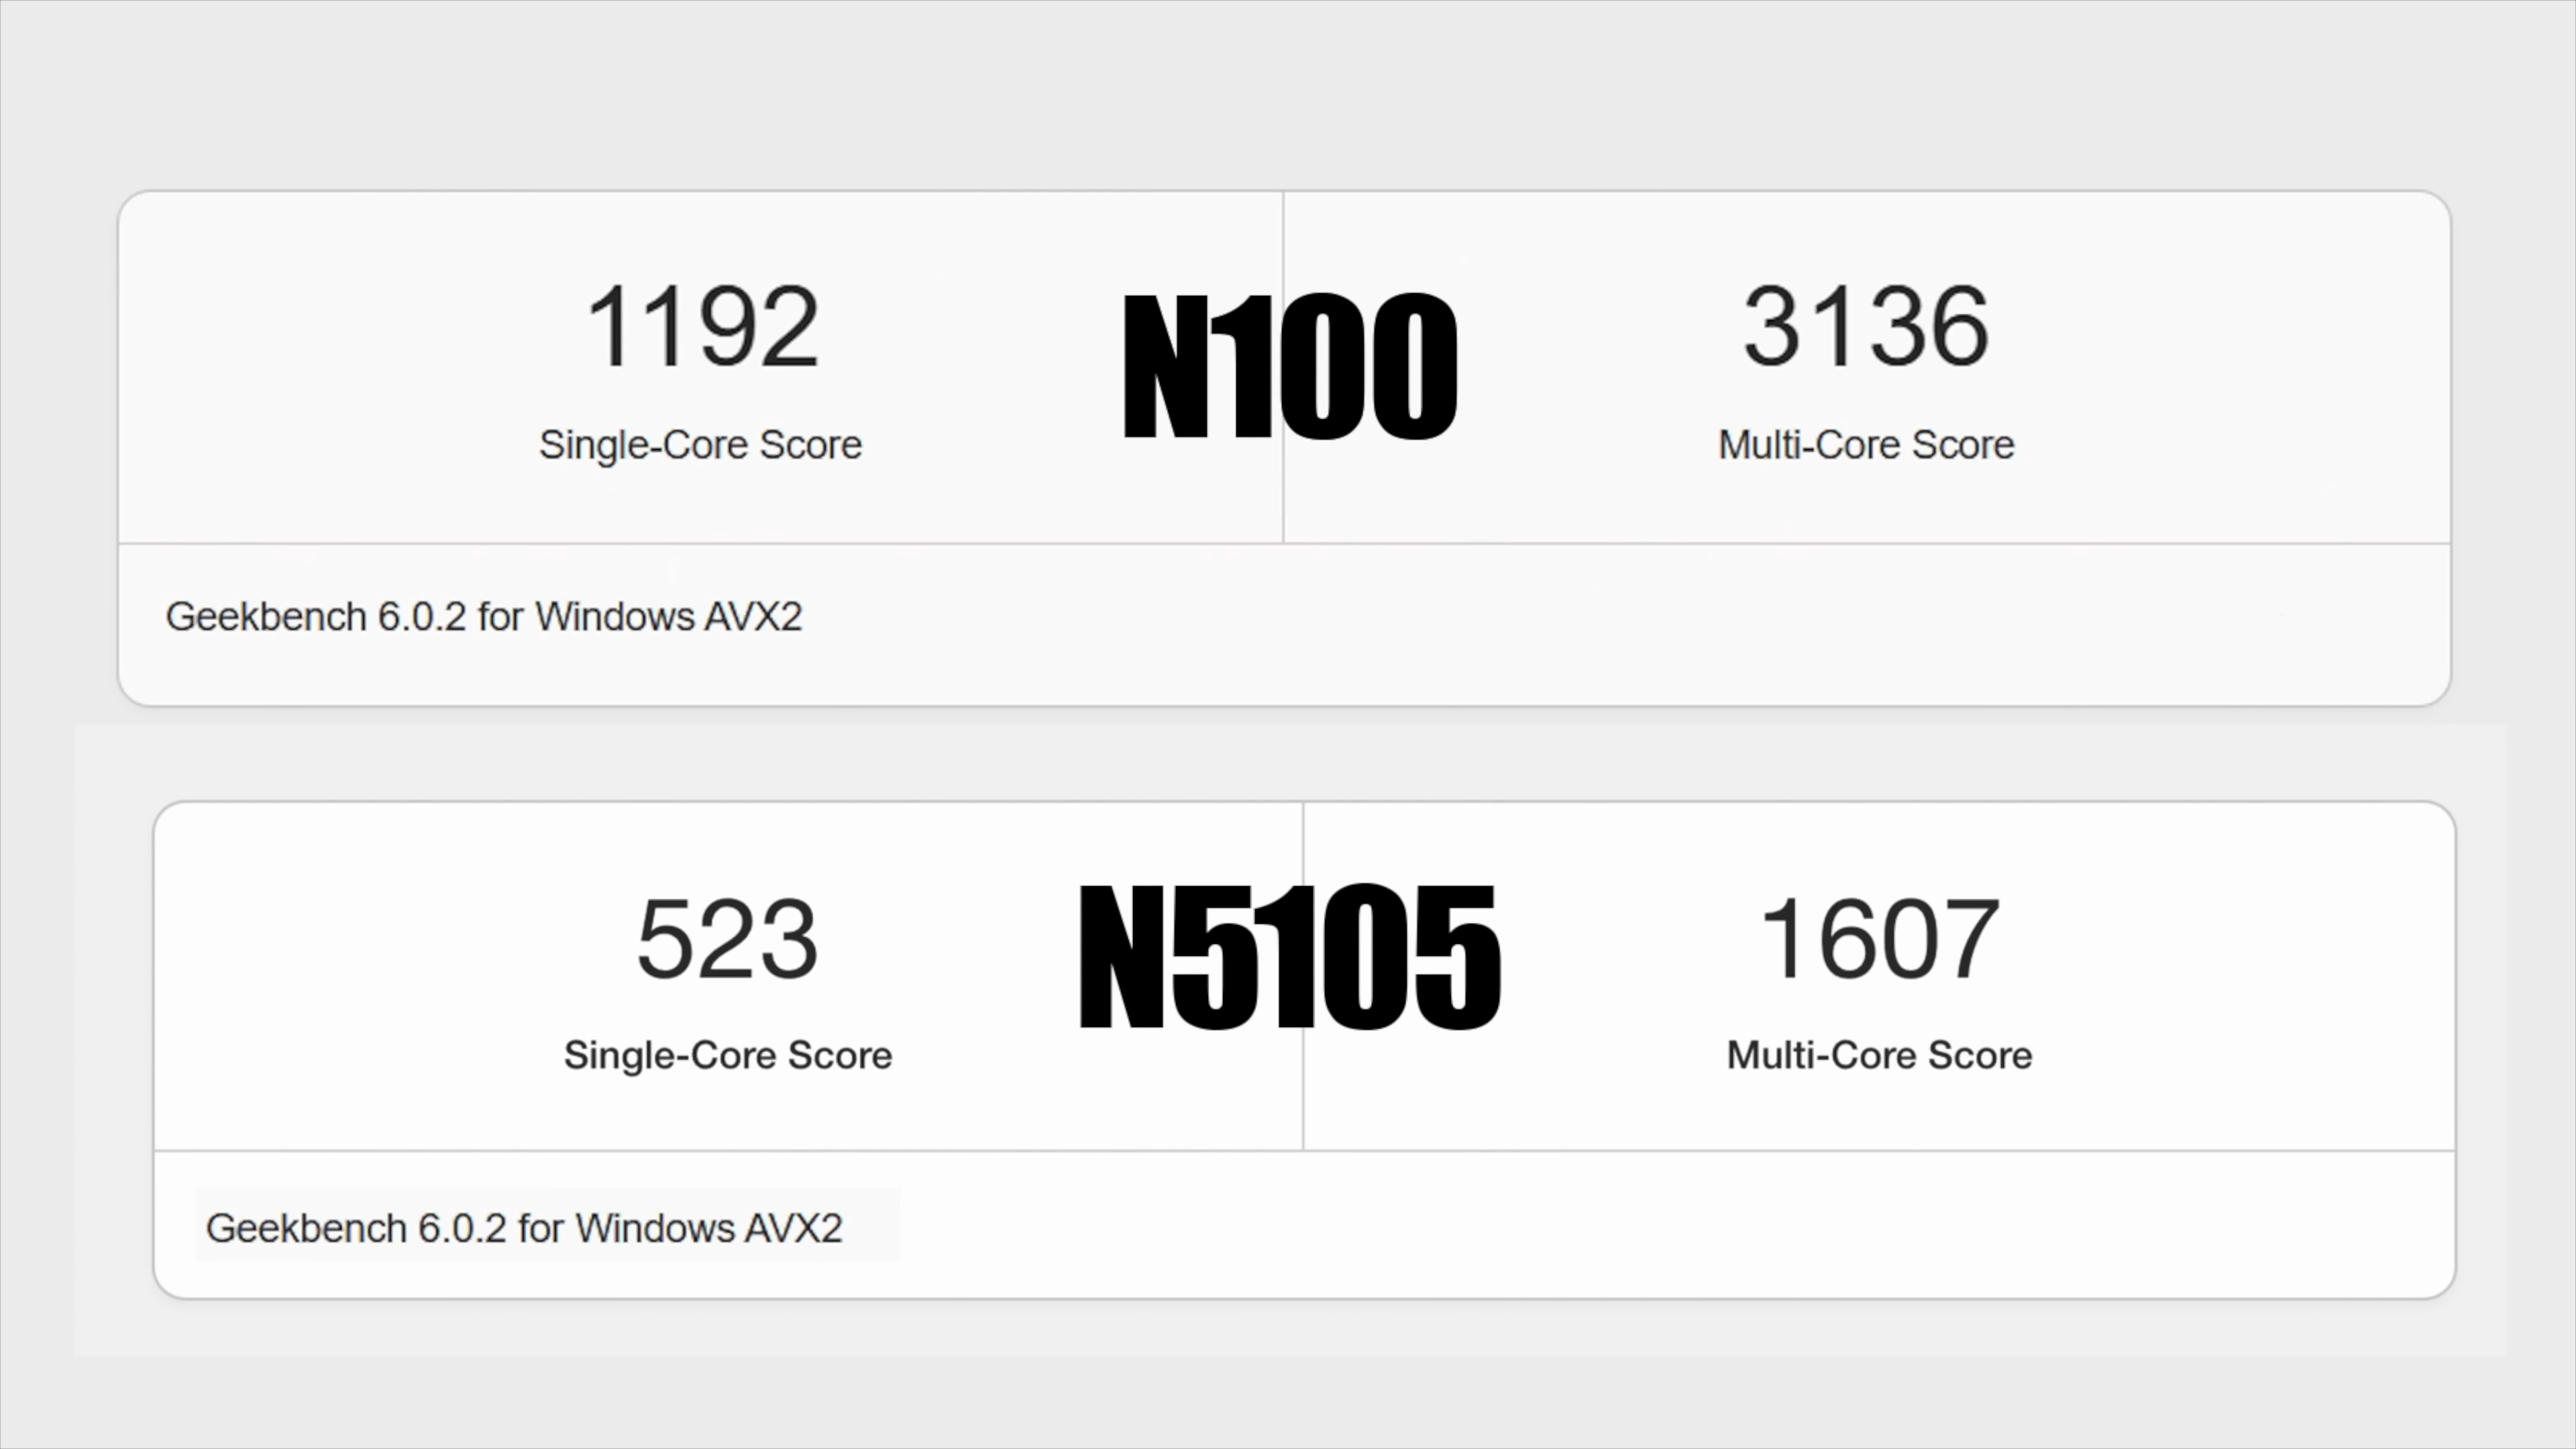 1192
N100
3136
Single-Core Score
Multi-Core Score
Geekbench 6.0.2 for Windows AVX2
523
N5105
1607
Single-Core Score
Multi-Core Score
Geekbench 6.0.2 for Windows AVX2